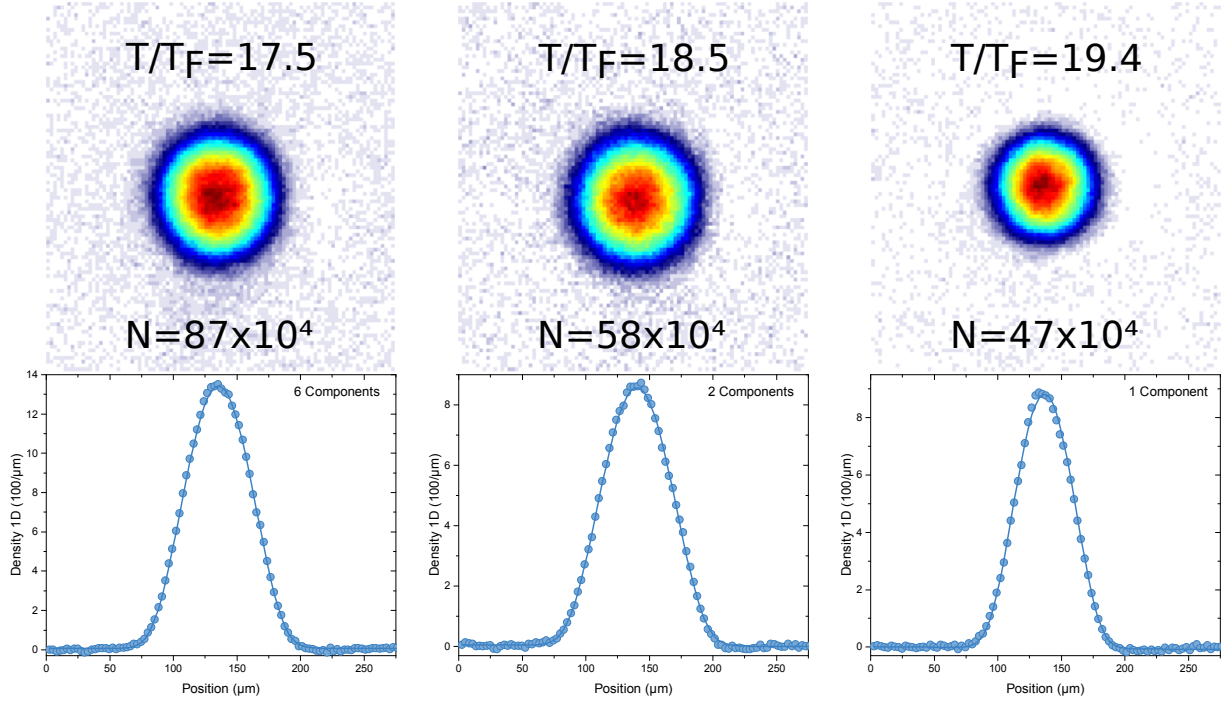 T/TF=17.5
T/TF=18.5
T/TF=19.4
N=87x10⁴
N=58x10⁴
N=47x10⁴
6 Components
2 Components
1 Component
Density 1D (100/µm)
14
12
10
8
6
4
2
0
0 50 100 150 200 250
Position (µm)
Density 1D (100/µm)
8
6
4
2
0
0 50 100 150 200 250
Position (µm)
Density 1D (100/µm)
8
6
4
2
0
0 50 100 150 200 250
Position (µm)